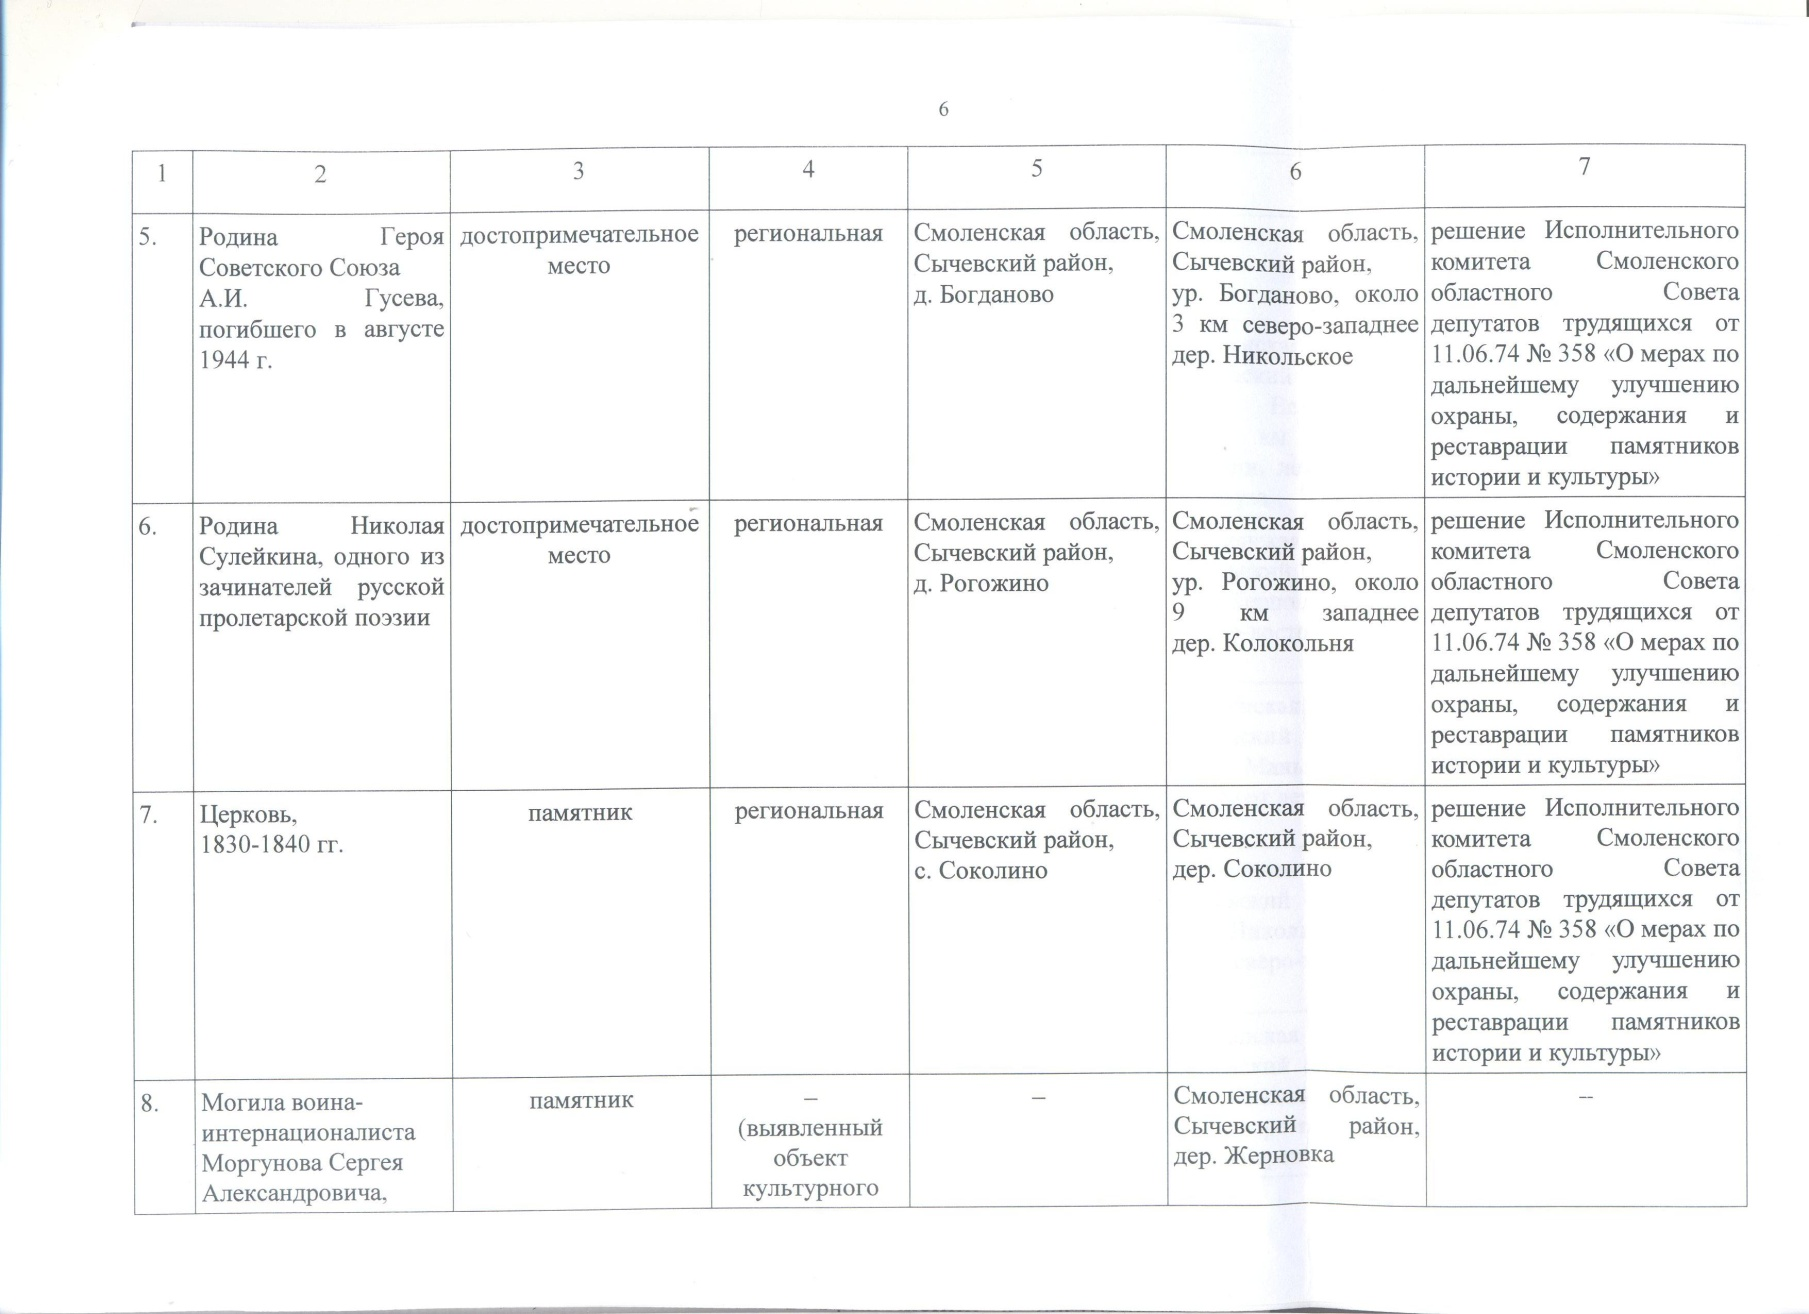 6
1 2 3 4 5 6 7
5.
Родина Героя
Советского Союза
А.И. Гусева,
погибшего в августе
1944 г.
достопримечательное
место
региональная
Смоленская область,
Сычевский район,
д. Богданово
Смоленская область,
Сычевский район,
ур. Богданово, около
3 км северо-западнее
дер. Никольское
решение Исполнительного
комитета Смоленского
областного Совета
депутатов трудящихся от
11.06.74 № 358 «О мерах по
дальнейшему улучшению
охраны, содержания и
реставрации памятников
истории и культуры»
6.
Родина Николая
Сулейкина, одного из
зачинателей русской
пролетарской поэзии
достопримечательное
место
региональная
Смоленская область,
Сычевский район,
д. Рогожино
Смоленская область,
Сычевский район,
ур. Рогожино, около
9 км западнее
дер. Колокольня
решение Исполнительного
комитета Смоленского
областного Совета
депутатов трудящихся от
11.06.74 № 358 «О мерах по
дальнейшему улучшению
охраны, содержания и
реставрации памятников
истории и культуры»
7.
Церковь,
1830-1840 гг.
памятник
региональная
Смоленская область,
Сычевский район,
с. Соколино
Смоленская область,
Сычевский район,
дер. Соколино
решение Исполнительного
комитета Смоленского
областного Совета
депутатов трудящихся от
11.06.74 № 358 «О мерах по
дальнейшему улучшению
охраны, содержания и
реставрации памятников
истории и культуры»
8.
Могила воина-
интернационалиста
Моргунова Сергея
Александровича,
памятник
–
(выявленный
объект
культурного
–
Смоленская область,
Сычевский район,
дер. Жерновка
--